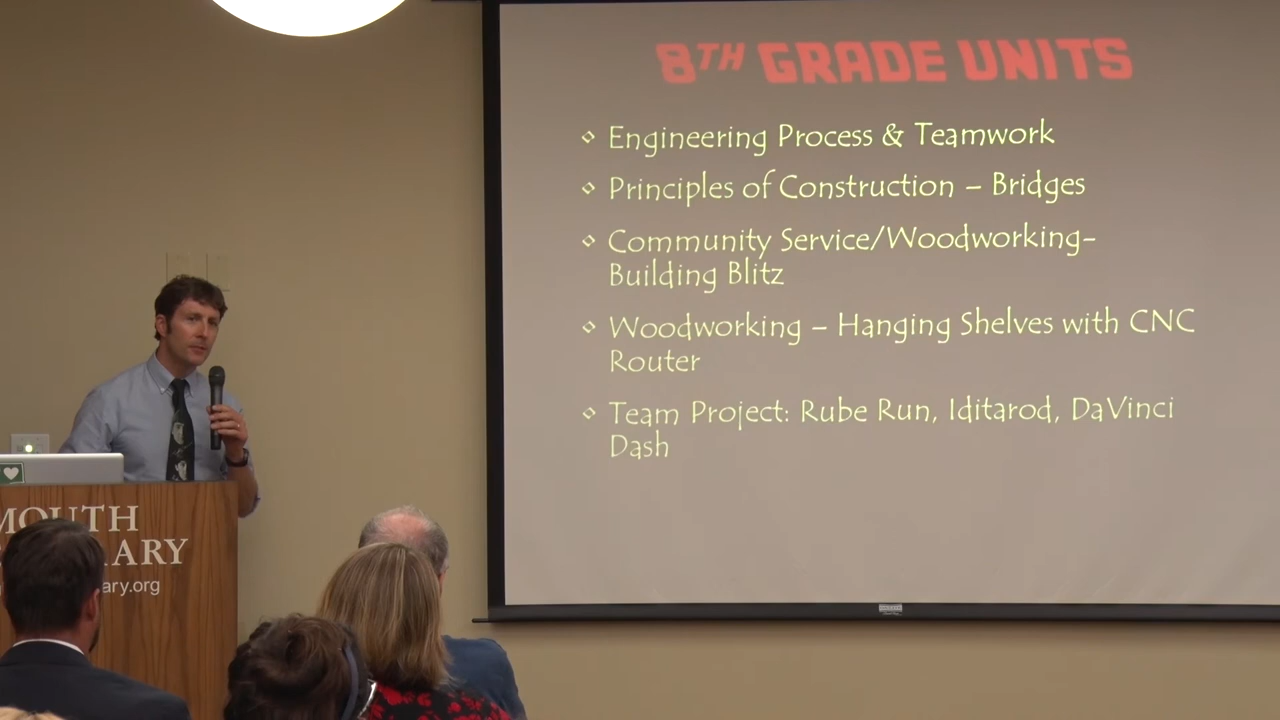 8TH GRADE UNITS
Engineering Process & Teamwork
Principles of Construction – Bridges
Community Service/Woodworking-
Building Blitz
Woodworking – Hanging Shelves with CNC
Router
Team Project: Rube Run, Iditarod, DaVinci
Dash
MOUTH
RARY
ary.org